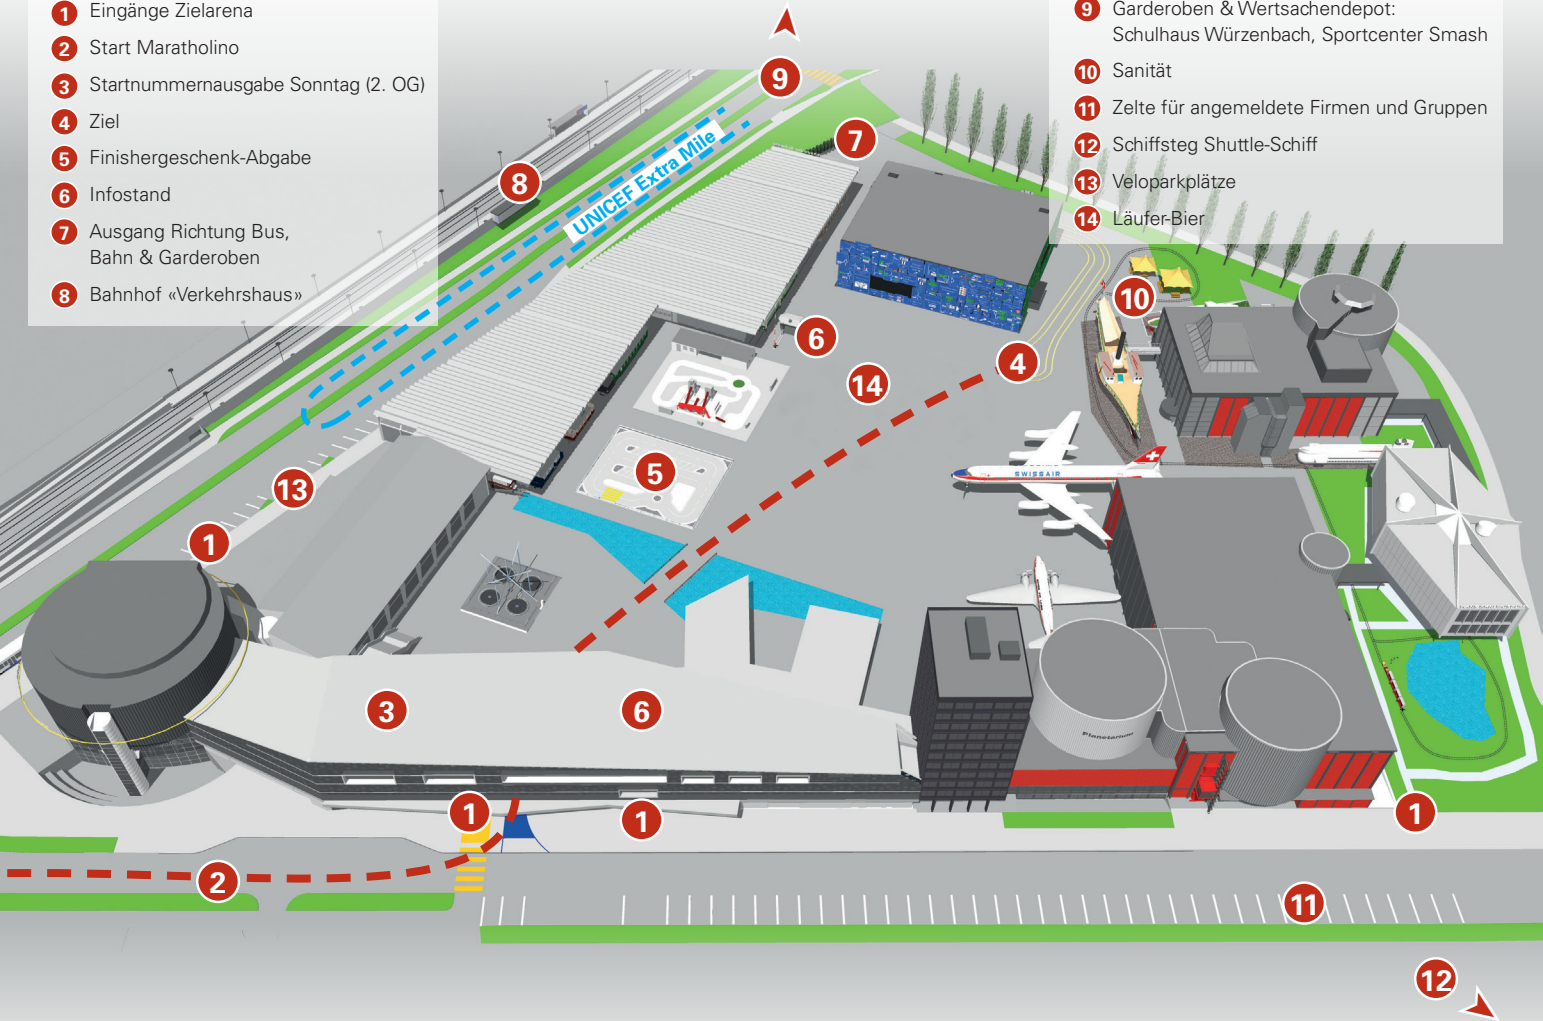 1 Eingänge Zielarena
2 Start Maratholino
3 Startnummernausgabe Sonntag (2. OG)
4 Ziel
5 Finishergeschenk-Abgabe
6 Infostand
7 Ausgang Richtung Bus,
Bahn & Garderoben
8 Bahnhof «Verkehrshaus»
9 Garderoben & Wertsachendepot:
Schulhaus Würzenbach, Sportcenter Smash
10 Sanität
11 Zelte für angemeldete Firmen und Gruppen
12 Schiffsteg Shuttle-Schiff
13 Veloparkplätze
14 Läufer-Bier
9
7
UNICEF Extra Mile
8
10
6
4
14
SWISSAIR
5
13
1
3
6
Planetarium
1
1
1
2
11
12